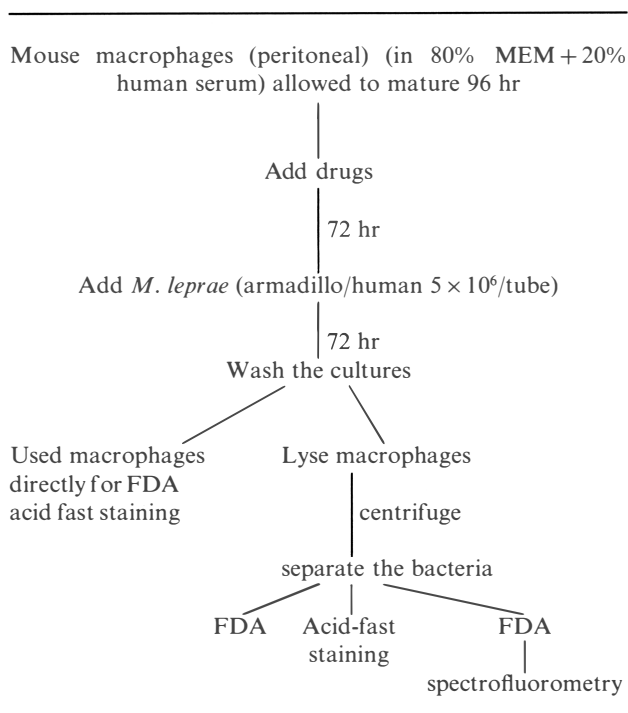 Mouse macrophages (peritoneal) (in 80% MEM + 20%
human serum) allowed to mature 96 hr
Add drugs
72 hr
Add M. leprae (armadillo/human 5 × 10⁶/tube)
72 hr
Wash the cultures
Used macrophages
directly for FDA
acid fast staining
Lyse macrophages
centrifuge
separate the bacteria
FDA
Acid-fast
staining
FDA
spectrofluorometry